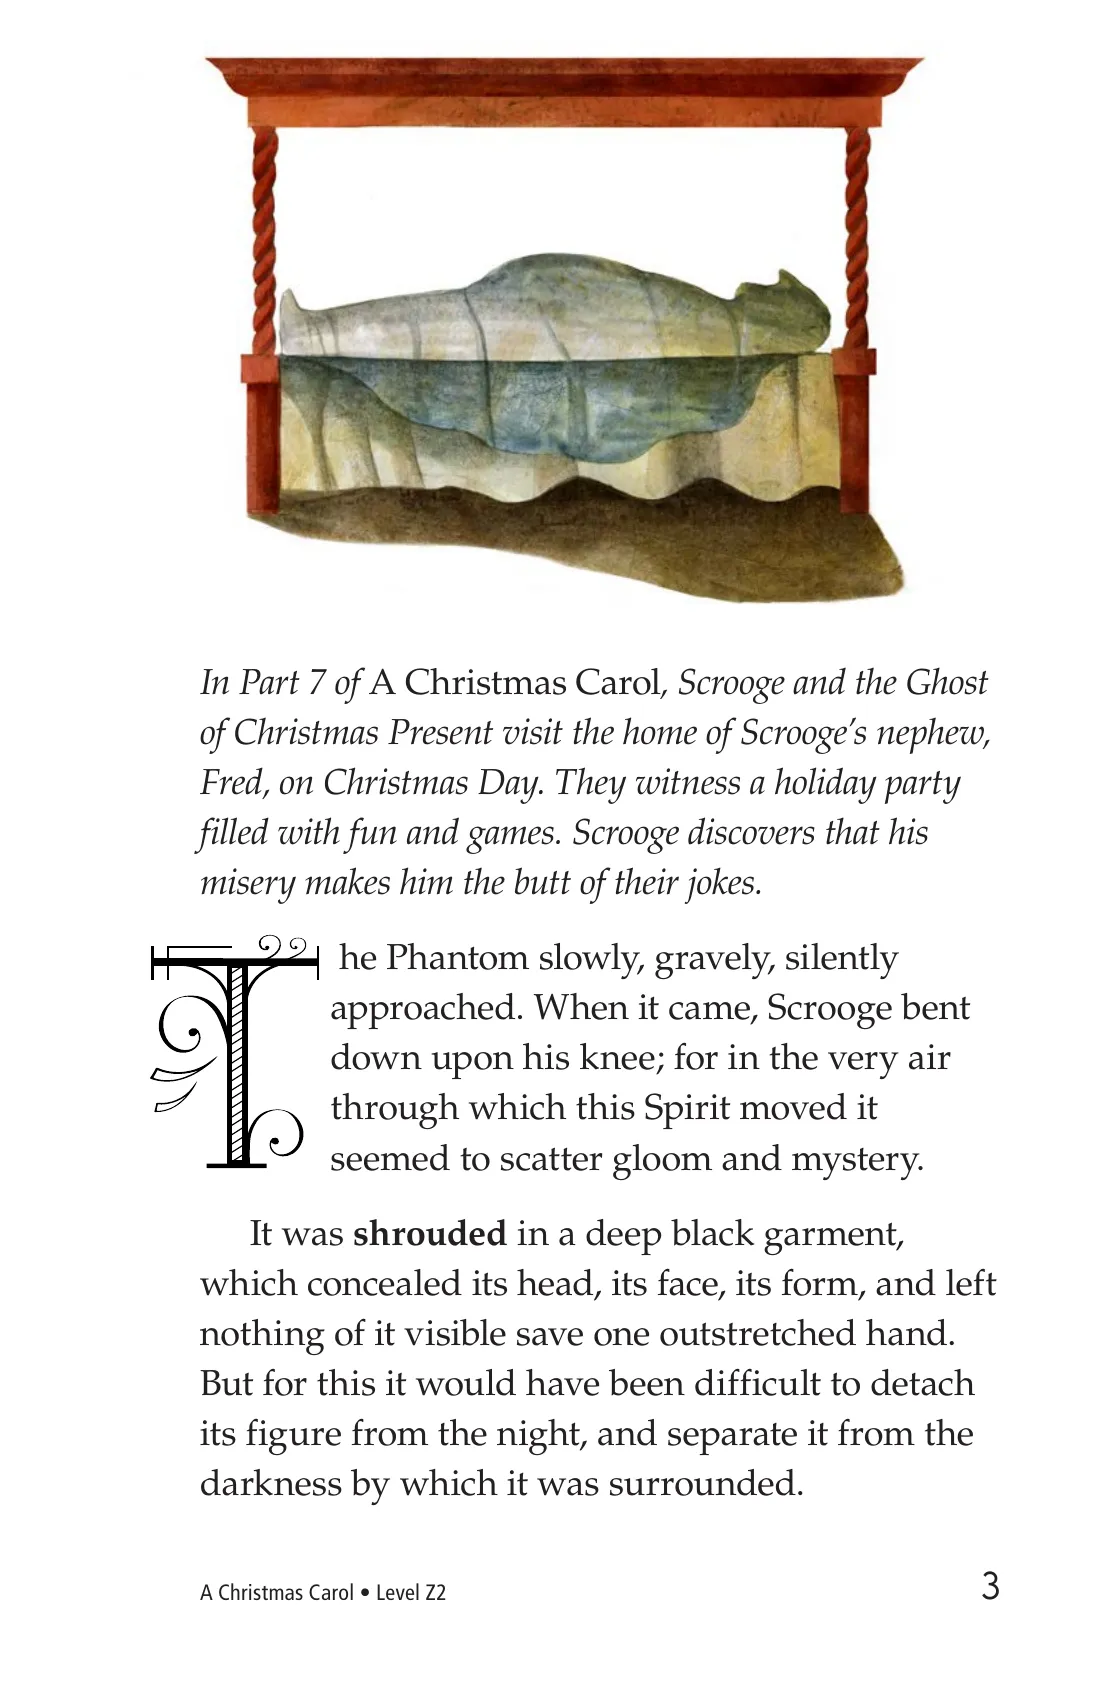 In Part 7 of A Christmas Carol, Scrooge and the Ghost
of Christmas Present visit the home of Scrooge’s nephew,
Fred, on Christmas Day. They witness a holiday party
filled with fun and games. Scrooge discovers that his
misery makes him the butt of their jokes.
The Phantom slowly, gravely, silently
approached. When it came, Scrooge bent
down upon his knee; for in the very air
through which this Spirit moved it
seemed to scatter gloom and mystery.
It was shrouded in a deep black garment,
which concealed its head, its face, its form, and left
nothing of it visible save one outstretched hand.
But for this it would have been difficult to detach
its figure from the night, and separate it from the
darkness by which it was surrounded.
A Christmas Carol • Level Z2
3